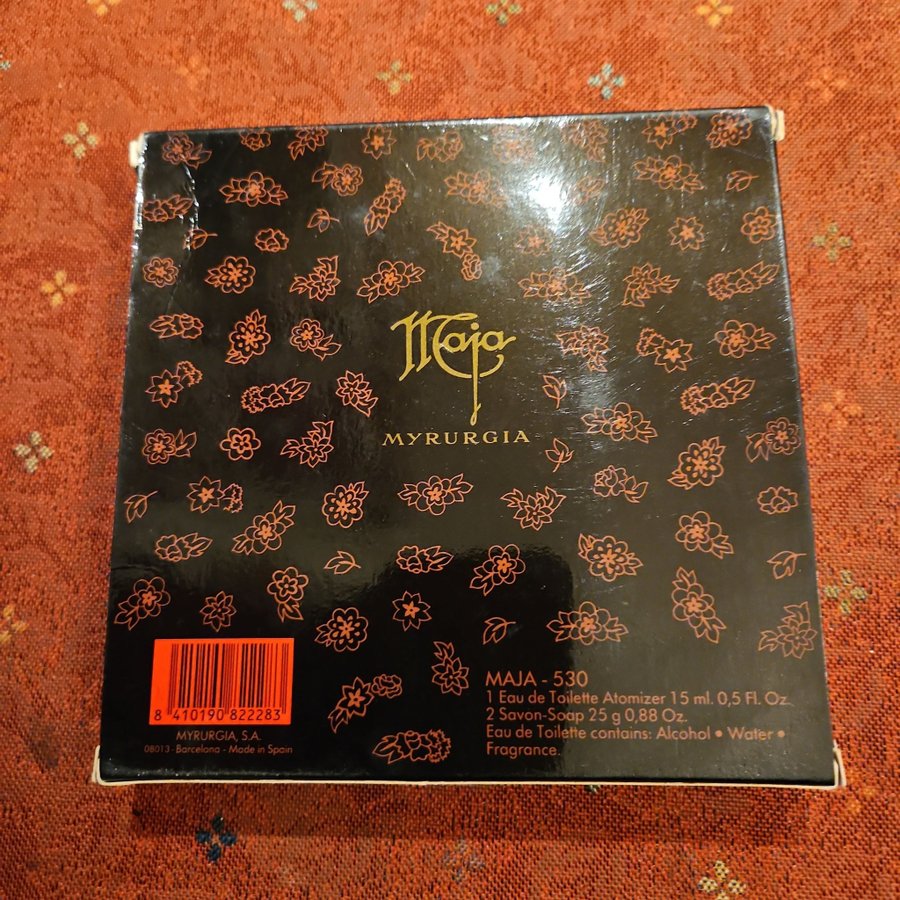 Maja
MYRURGIA
8 410190 822283
MYRURGIA, S.A.
08013 - Barcelona - Made in Spain
MAJA - 530
1 Eau de Toilette Atomizer 15 ml. 0,5 Fl. Oz.
2 Savon-Soap 25 g 0,88 Oz.
Eau de Toilette contains: Alcohol • Water •
Fragrance.